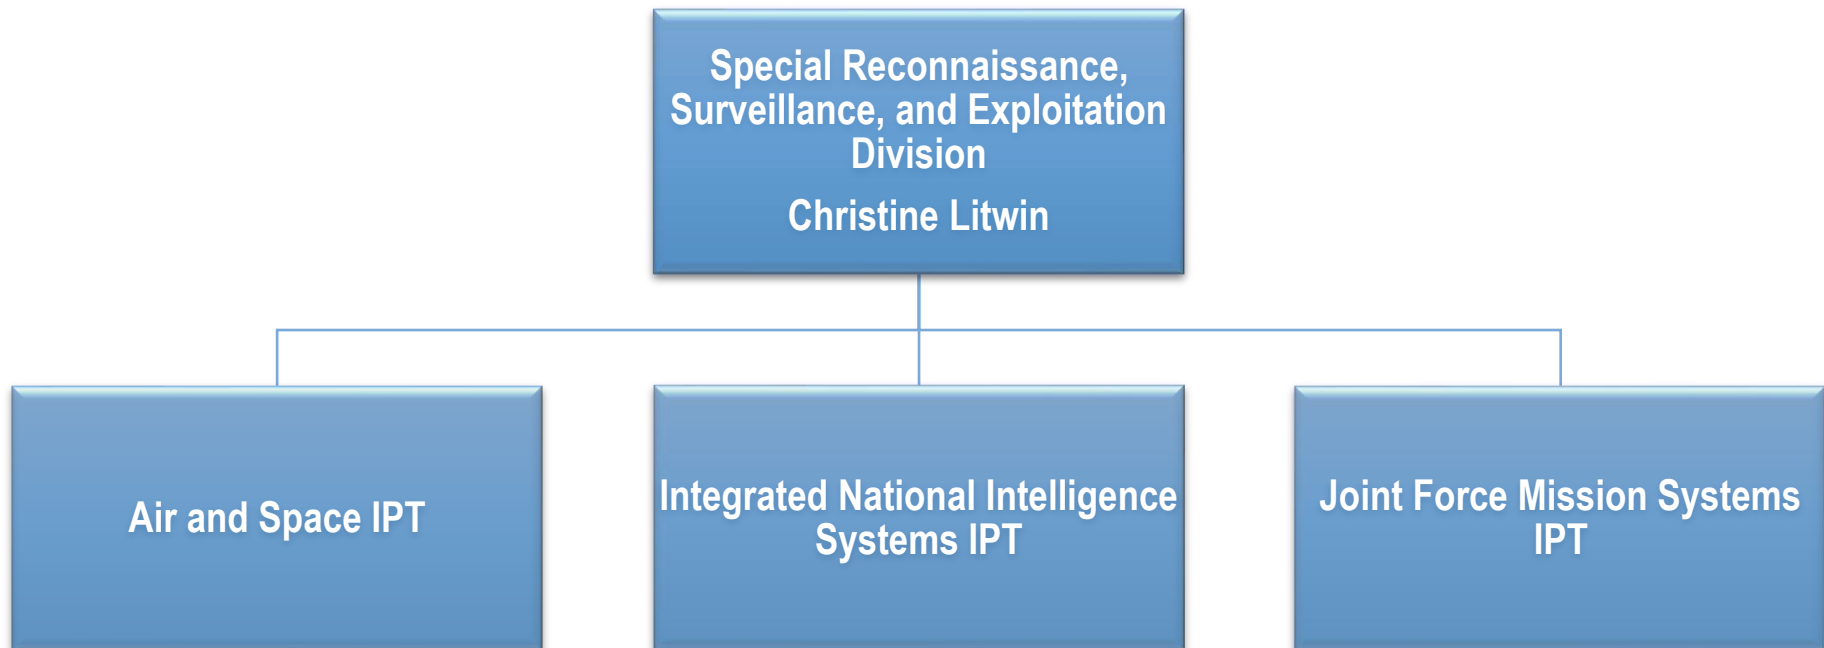 Special Reconnaissance,
Surveillance, and Exploitation
Division
Christine Litwin
Air and Space IPT
Integrated National Intelligence
Systems IPT
Joint Force Mission Systems
IPT